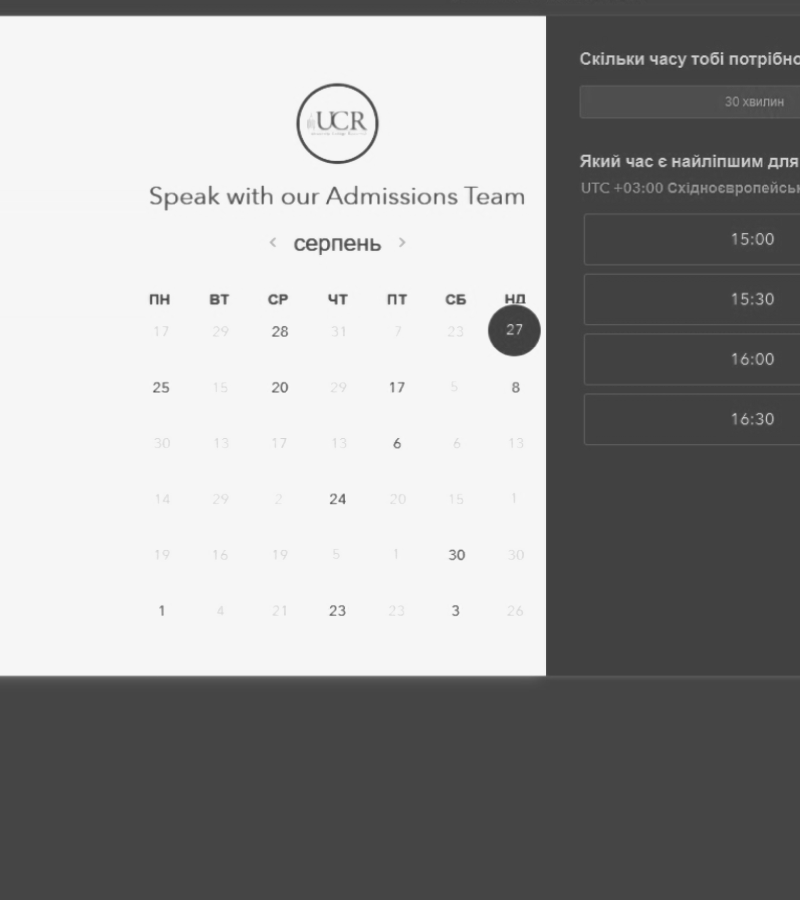 UCR
Speak with our Admissions Team
< серпень >
ПН ВТ СР ЧТ ПТ СБ НД
17 29 28 31 7 23 27
25 15 20 29 17 5 8
30 13 17 13 6 6 13
14 29 2 24 20 15 1
19 16 19 5 1 30 30
1 4 21 23 23 3 26
Скільки часу тобі потрібно
30 хвилин
Який час є найліпшим для
UTC +03:00 Східноєвропейськ
15:00
15:30
16:00
16:30